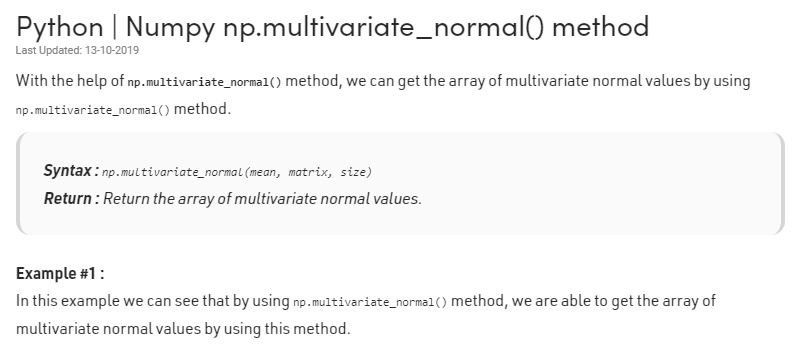 Python | Numpy np.multivariate_normal() method
Last Updated: 13-10-2019
With the help of np.multivariate_normal() method, we can get the array of multivariate normal values by using
np.multivariate_normal() method.
Syntax : np.multivariate_normal(mean, matrix, size)
Return : Return the array of multivariate normal values.
Example #1 :
In this example we can see that by using np.multivariate_normal() method, we are able to get the array of
multivariate normal values by using this method.